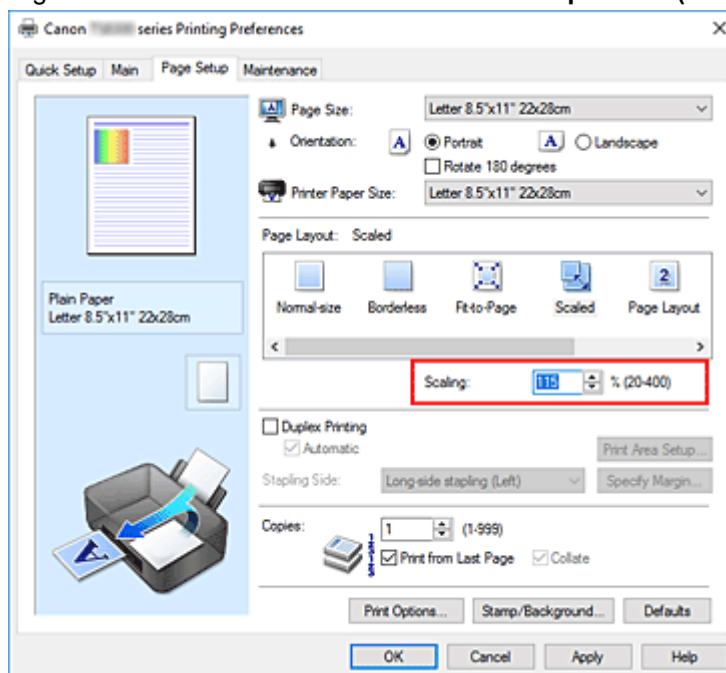 Canon series Printing Preferences
Quick Setup Main Page Setup Maintenance
Page Size: Letter 8.5"x11" 22x28cm
Orientation: A Portrait A Landscape
Rotate 180 degrees
Printer Paper Size: Letter 8.5"x11" 22x28cm
Page Layout: Scaled
Normal-size Borderless Fit-to-Page Scaled Page Layout
Plain Paper
Letter 8.5"x11" 22x28cm
Scaling: 115 % (20-400)
Duplex Printing
Automatic
Print Area Setup...
Stapling Side: Long-side stapling (Left) Specify Margin...
Copies: 1 (1-999)
Print from Last Page Collate
Print Options... Stamp/Background... Defaults
OK Cancel Apply Help